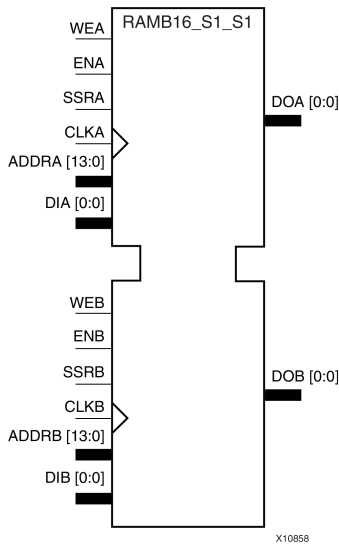 RAMB16_S1_S1
WEA
ENA
SSRA
CLKA
ADDRA [13:0]
DIA [0:0]
DOA [0:0]
WEB
ENB
SSRB
CLKB
ADDRB [13:0]
DIB [0:0]
DOB [0:0]
X10858